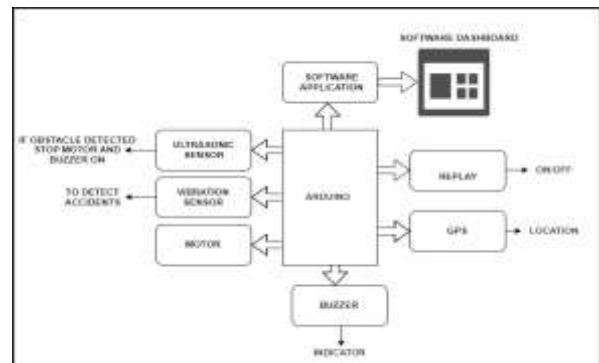 SOFTWARE DASHBOARD
SOFTWARE
APPLICATION
IF OBSTACLE DETECTED
STOP MOTOR AND
BUZZER ON
ULTRASONIC
SENSOR
TO DETECT
ACCIDENTS
VIBRATION
SENSOR
MOTOR
ARDUINO
REPLAY
ON/OFF
GPS
LOCATION
BUZZER
INDICATOR